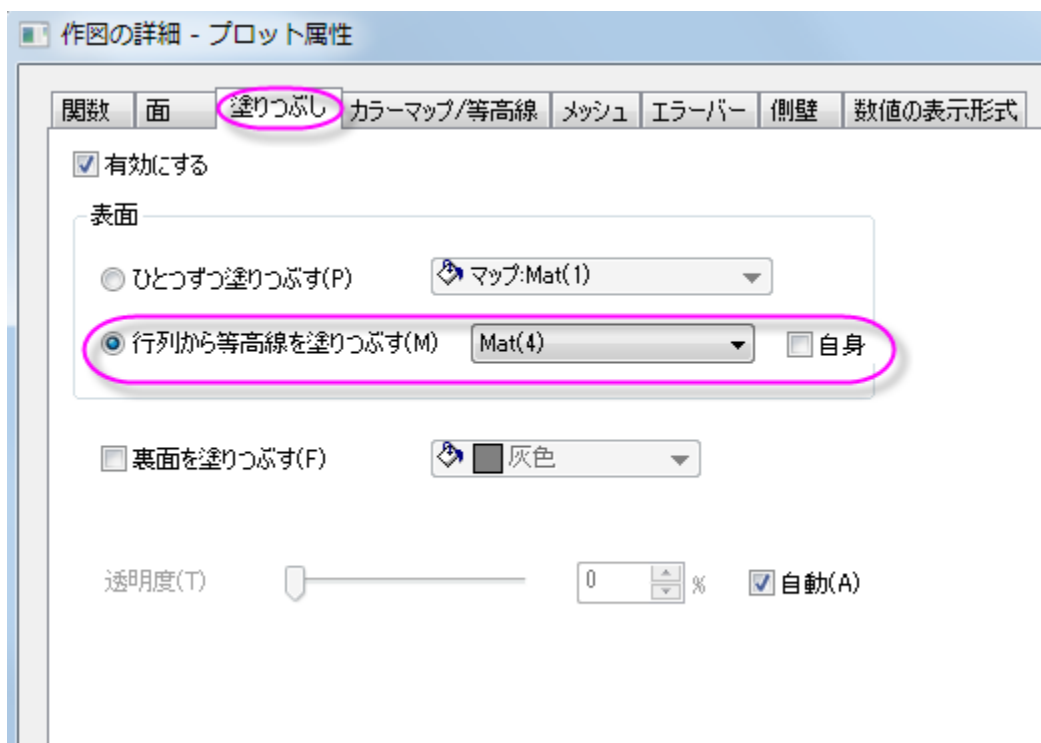 作図の詳細 - プロット属性
関数 面 塗りつぶし カラーマップ/等高線 メッシュ エラーバー 側壁 数値の表示形式
有効にする
表面
ひとつずつ塗りつぶす(P) マップ:Mat(1)
行列から等高線を塗りつぶす(M) Mat(4) 自身
裏面を塗りつぶす(F) 灰色
透明度(T) 0 % 自動(A)